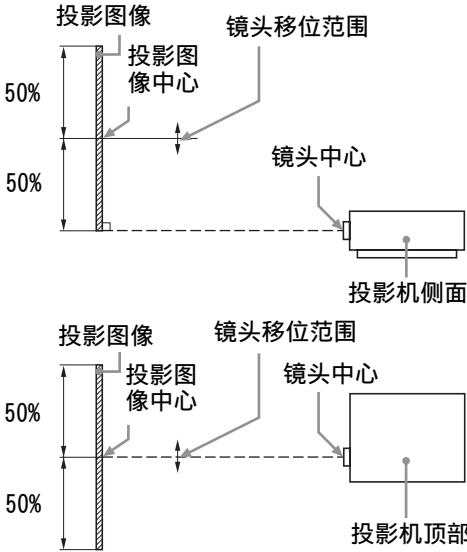 投影图像
镜头移位范围
投影图
像中心
50%
50%
镜头中心
投影机侧面
投影图像
镜头移位范围
投影图
像中心
镜头中心
50%
50%
投影机顶部